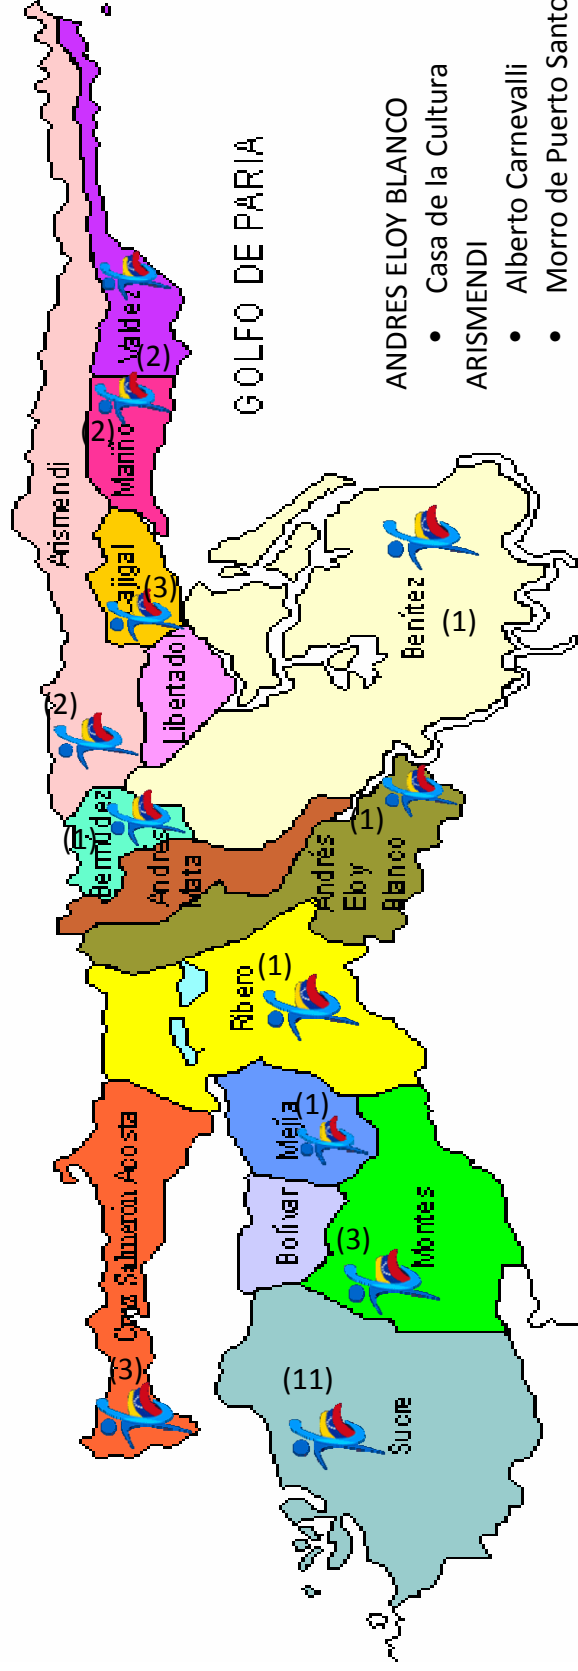 Arismendi
(2)
Valdez
(2)
(2)
Mariño
Cajigal
(3)
Libertador
(1)
Bermúdez
Andrés
Mata
Andrés
Eloy
Blanco
(1)
Benítez
(1)
Ribero
(1)
Cruz Salmerón Acosta
(3)
Mejía
(1)
Bolívar
Montes
(3)
Sucre
(11)
GOLFO DE PARIA
ANDRES ELOY BLANCO
• Casa de la Cultura
ARISMENDI
• Alberto Carnevalli
• Morro de Puerto Santo